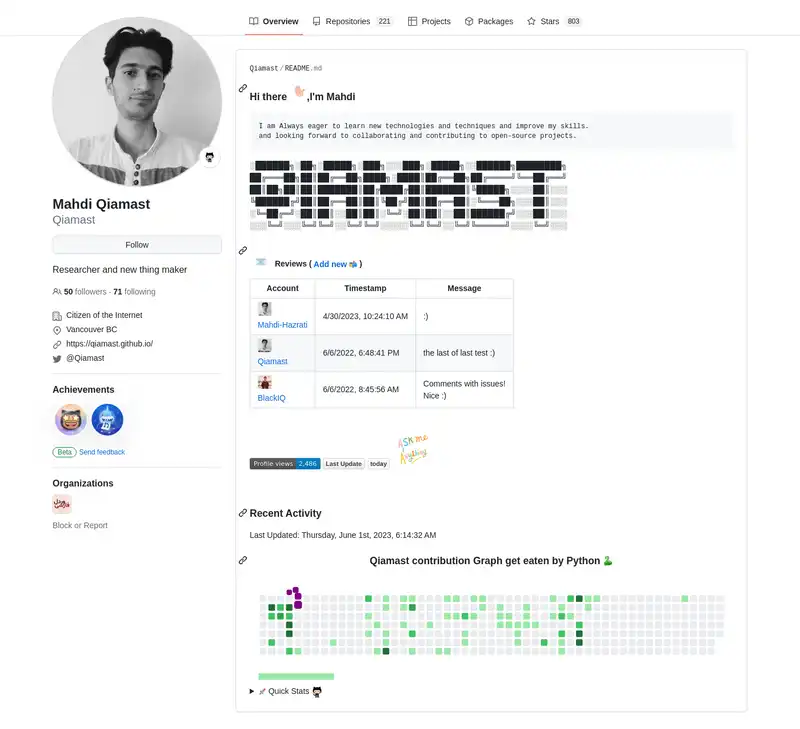 Overview
Repositories 221
Projects
Packages
Stars 803
Mahdi Qiamast
Qiamast
Follow
Researcher and new thing maker
50 followers · 71 following
Citizen of the Internet
Vancouver BC
https://qiamast.github.io/
@Qiamast
Achievements
Beta Send feedback
Organizations
Block or Report
Qiamast/README.md
Hi there ,I'm Mahdi
I am Always eager to learn new technologies and techniques and improve my skills.
and looking forward to collaborating and contributing to open-source projects.
QIAMAST
Reviews ( Add new )
Account Timestamp Message
Mahdi-Hazrati 4/30/2023, 10:24:10 AM :)
Qiamast 6/6/2022, 6:48:41 PM the last of last test :)
BlackIQ 6/6/2022, 8:45:56 AM Comments with issues!
Nice :)
ASK me
Anything
Profile views 2,486 Last Update today
Recent Activity
Last Updated: Thursday, June 1st, 2023, 6:14:32 AM
Qiamast contribution Graph get eaten by Python
Quick Stats